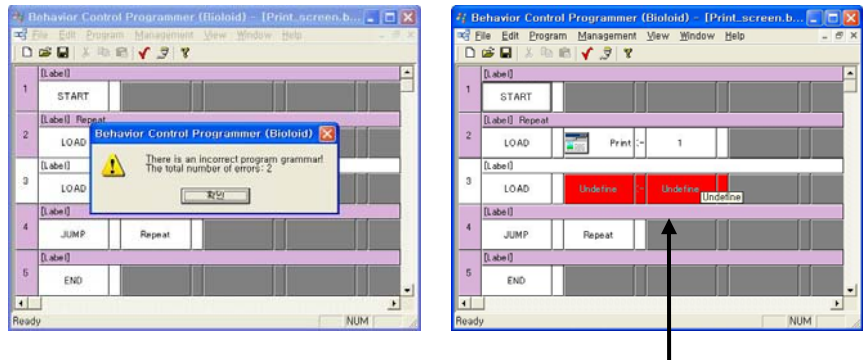 Behavior Control Programmer (Bioloid) - [Print_screen.b...
File Edit Program Management View Window Help
[Label]
1
START
[Label] Repeat
2
LOAD
Behavior Control Programmer (Bioloid)
There is an incorrect program grammar!
The total number of errors: 2
확인
[Label]
3
LOAD
[Label]
4
JUMP Repeat
[Label]
5
END
Ready NUM
Behavior Control Programmer (Bioloid) - [Print_screen.b...
File Edit Program Management View Window Help
[Label]
1
START
[Label] Repeat
2
LOAD Print :- 1
[Label]
3
LOAD Undefine :- Undefine
Undefine
[Label]
4
JUMP Repeat
[Label]
5
END
Ready NUM